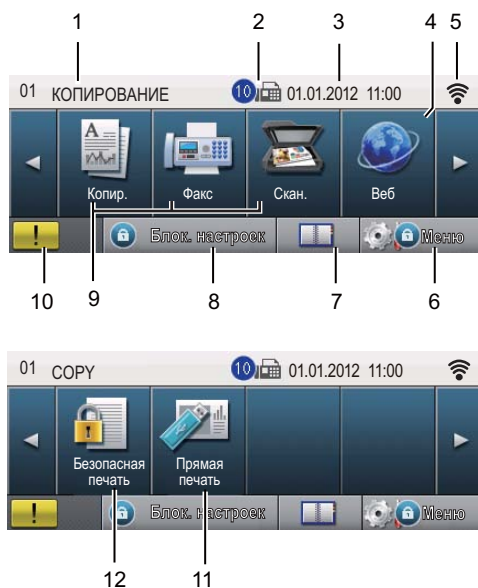 1 2 3 4 5
01 КОПИРОВАНИЕ 10 01.01.2012 11:00
A
Копир. Факс Скан. Веб
! Блок. настроек Меню
10 9 8 7 6
01 COPY 10 01.01.2012 11:00
Безопасная печать Прямая печать
! Блок. настроек Меню
12 11